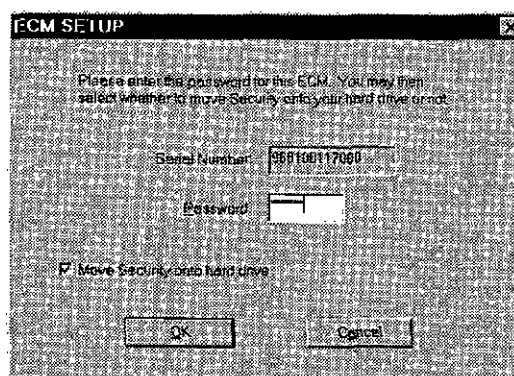 ECM SETUP
Please enter the password for this ECM. You may then
select whether to move Security onto your hard drive or not
Serial Number
Password
Move Security onto hard drive
OK
Cancel